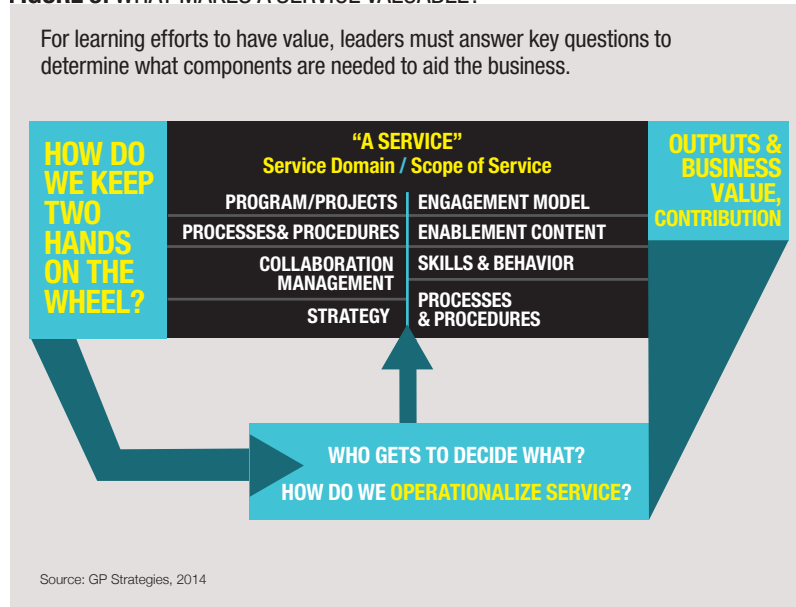 For learning efforts to have value, leaders must answer key questions to
determine what components are needed to aid the business.
HOW DO
WE KEEP
TWO
HANDS
ON THE
WHEEL?
“A SERVICE”
Service Domain / Scope of Service
PROGRAM/PROJECTS
PROCESSES& PROCEDURES
COLLABORATION
MANAGEMENT
STRATEGY
ENGAGEMENT MODEL
ENABLEMENT CONTENT
SKILLS & BEHAVIOR
PROCESSES
& PROCEDURES
OUTPUTS &
BUSINESS
VALUE,
CONTRIBUTION
WHO GETS TO DECIDE WHAT?
HOW DO WE OPERATIONALIZE SERVICE?
Source: GP Strategies, 2014